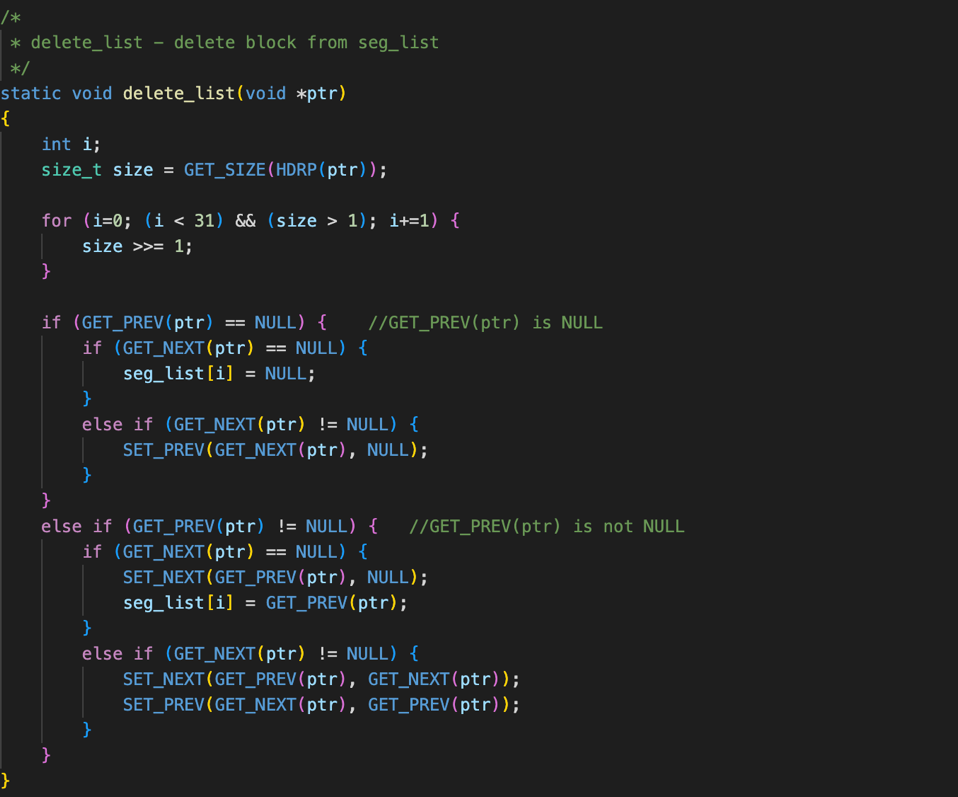 /*
 * delete_list – delete block from seg_list
 */
static void delete_list(void *ptr)
{
    int i;
    size_t size = GET_SIZE(HDRP(ptr));

    for (i=0; (i < 31) && (size > 1); i+=1) {
        size >>= 1;
    }

    if (GET_PREV(ptr) == NULL) {    //GET_PREV(ptr) is NULL
        if (GET_NEXT(ptr) == NULL) {
            seg_list[i] = NULL;
        }
        else if (GET_NEXT(ptr) != NULL) {
            SET_PREV(GET_NEXT(ptr), NULL);
        }
    }
    else if (GET_PREV(ptr) != NULL) {   //GET_PREV(ptr) is not NULL
        if (GET_NEXT(ptr) == NULL) {
            SET_NEXT(GET_PREV(ptr), NULL);
            seg_list[i] = GET_PREV(ptr);
        }
        else if (GET_NEXT(ptr) != NULL) {
            SET_NEXT(GET_PREV(ptr), GET_NEXT(ptr));
            SET_PREV(GET_NEXT(ptr), GET_PREV(ptr));
        }
    }
}